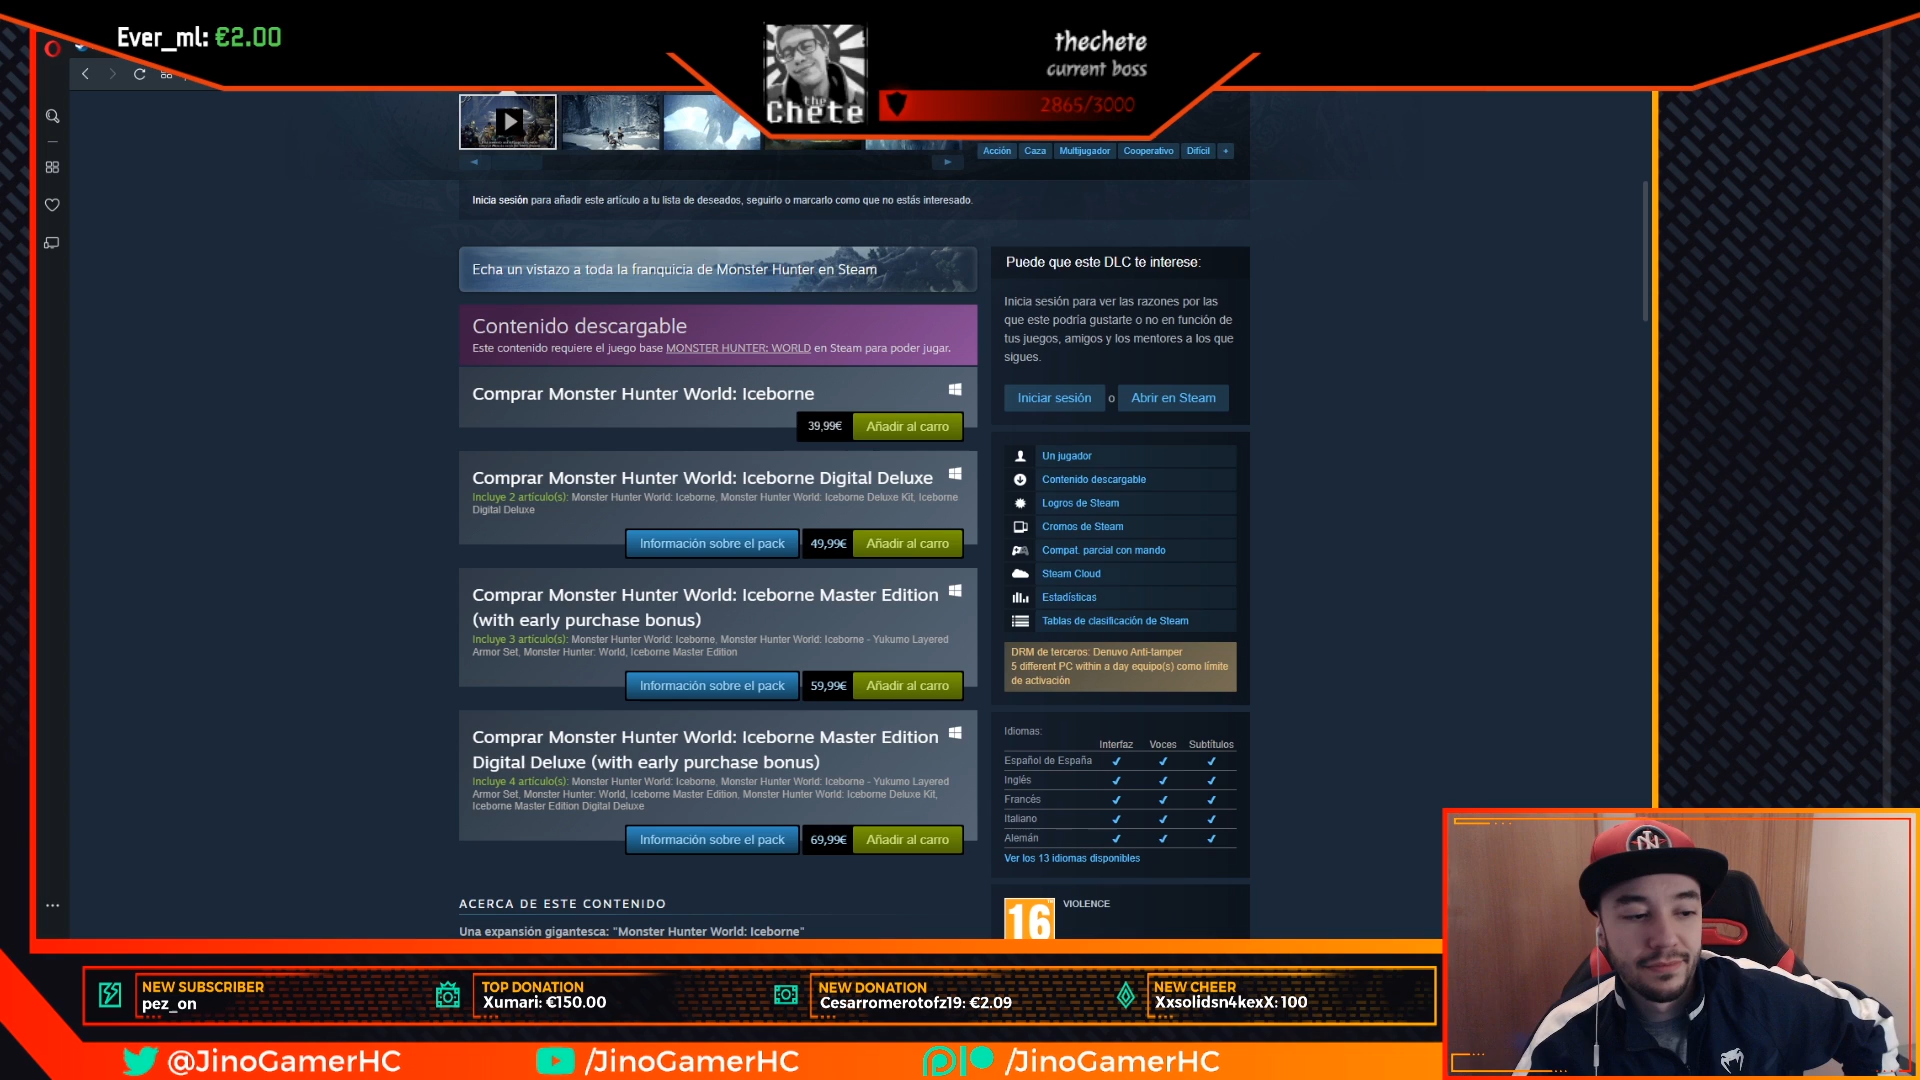 Ever_ml: €2.00
the
Chete
thechete
current boss
2865/3000
Acción
Caza
Multijugador
Cooperativo
Difícil
+
Inicia sesión para añadir este artículo a tu lista de deseados, seguirlo o marcarlo como que no estás interesado.
Echa un vistazo a toda la franquicia de Monster Hunter en Steam
Contenido descargable
Este contenido requiere el juego base MONSTER HUNTER: WORLD en Steam para poder jugar.
Comprar Monster Hunter World: Iceborne
39,99€
Añadir al carro
Comprar Monster Hunter World: Iceborne Digital Deluxe
Incluye 2 artículo(s): Monster Hunter World: Iceborne, Monster Hunter World: Iceborne Deluxe Kit, Iceborne
Digital Deluxe
Información sobre el pack
49,99€
Añadir al carro
Comprar Monster Hunter World: Iceborne Master Edition
(with early purchase bonus)
Incluye 3 artículo(s): Monster Hunter World: Iceborne, Monster Hunter World: Iceborne - Yukumo Layered
Armor Set, Monster Hunter: World, Iceborne Master Edition
Información sobre el pack
59,99€
Añadir al carro
Comprar Monster Hunter World: Iceborne Master Edition
Digital Deluxe (with early purchase bonus)
Incluye 4 artículo(s): Monster Hunter World: Iceborne, Monster Hunter World: Iceborne - Yukumo Layered
Armor Set, Monster Hunter: World, Monster Hunter World: Iceborne Deluxe Kit,
Iceborne Master Edition Digital Deluxe
Información sobre el pack
69,99€
Añadir al carro
ACERCA DE ESTE CONTENIDO
Una expansión gigantesca: "Monster Hunter World: Iceborne"
Puede que este DLC te interese:
Inicia sesión para ver las razones por las
que este podría gustarte o no en función de
tus juegos, amigos y los mentores a los que
sigues.
Iniciar sesión o Abrir en Steam
Un jugador
Contenido descargable
Logros de Steam
Cromos de Steam
Compat. parcial con mando
Steam Cloud
Estadísticas
Tablas de clasificación de Steam
DRM de terceros: Denuvo Anti-tamper
5 different PC within a day equipo(s) como límite
de activación
Idiomas:
Interfaz Voces Subtítulos
Español de España ✔ ✔ ✔
Inglés ✔ ✔ ✔
Francés ✔ ✔ ✔
Italiano ✔ ✔ ✔
Alemán ✔ ✔ ✔
Ver los 13 idiomas disponibles
16
VIOLENCE
NEW SUBSCRIBER
pez_on
TOP DONATION
Xumari: €150.00
NEW DONATION
Cesarromerotofz19: €2.09
NEW CHEER
Xxsolidsn4kexX: 100
@JinoGamerHC
/JinoGamerHC
/JinoGamerHC